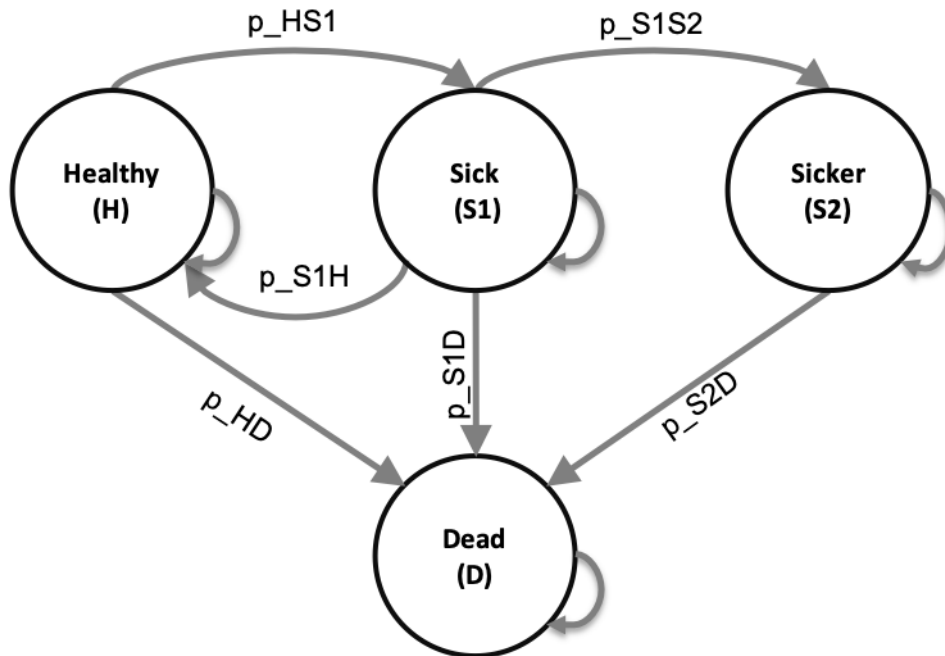 p_HS1
p_S1S2
Healthy
(H)
Sick
(S1)
Sicker
(S2)
p_S1H
p_HD
p_S1D
p_S2D
Dead
(D)